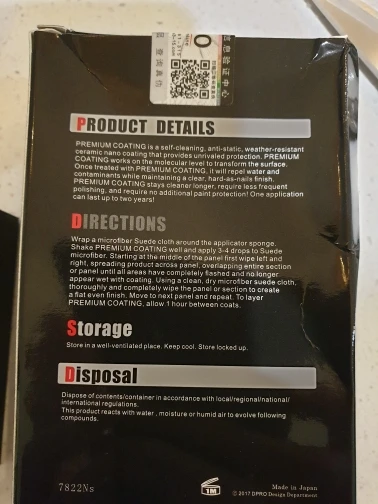 O
PRODUCT DETAILS
PREMIUM COATING is a self-cleaning, anti-static, weather-resistant
ceramic nano coating that provides unrivaled protection. PREMIUM
COATING works on the molecular level to transform the surface.
Once treated with PREMIUM COATING, it will repel water and
contaminants while maintaining a clear, hard-as-nails finish.
PREMIUM COATING stays cleaner longer, require less frequent
polishing, and require no additional paint protection! One application
can last up to two years!
DIRECTIONS
Wrap a microfiber Suede cloth around the applicator sponge.
Shake PREMIUM COATING well and apply 3-4 drops to Suede
microfiber. Starting at the middle of the panel first wipe left and
right, spreading product across panel, overlapping entire section
or panel until all areas have completely flashed and no longer
appear wet with coating. Using a clean, dry microfiber suede cloth,
thoroughly and completely wipe the panel or section to create
a flat even finish. Move to next panel and repeat. To layer
PREMIUM COATING, allow 1 hour between coats.
Storage
Store in a well-ventilated place. Keep cool. Store locked up.
Disposal
Dispose of contents/container in accordance with local/regional/national/
international regulations.
This product reacts with water , moisture or humid air to evolve following
compounds.
7822Ns
1M
Made in Japan
© 2017 DPRO Design Department